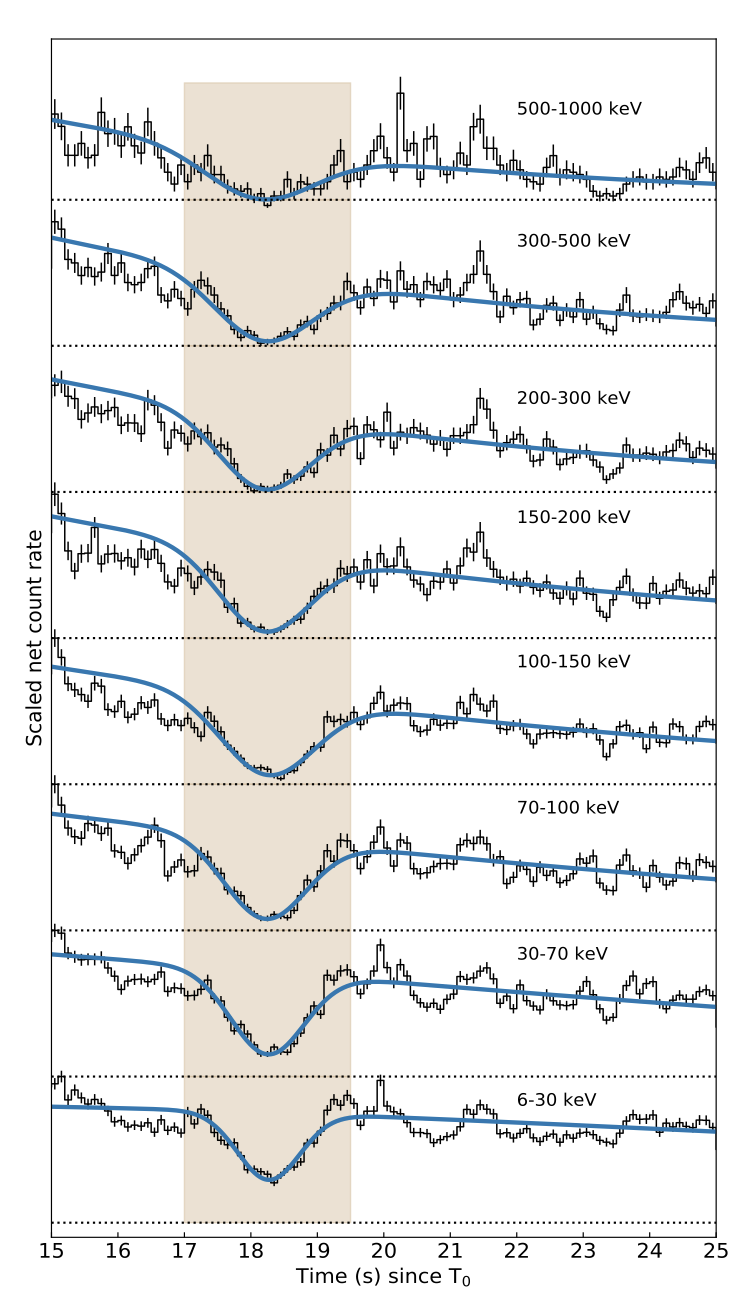 500-1000 keV
300-500 keV
200-300 keV
150-200 keV
Scaled net count rate
100-150 keV
70-100 keV
30-70 keV
6-30 keV
15 16 17 18 19 20 21 22 23 24 25
Time (s) since T₀